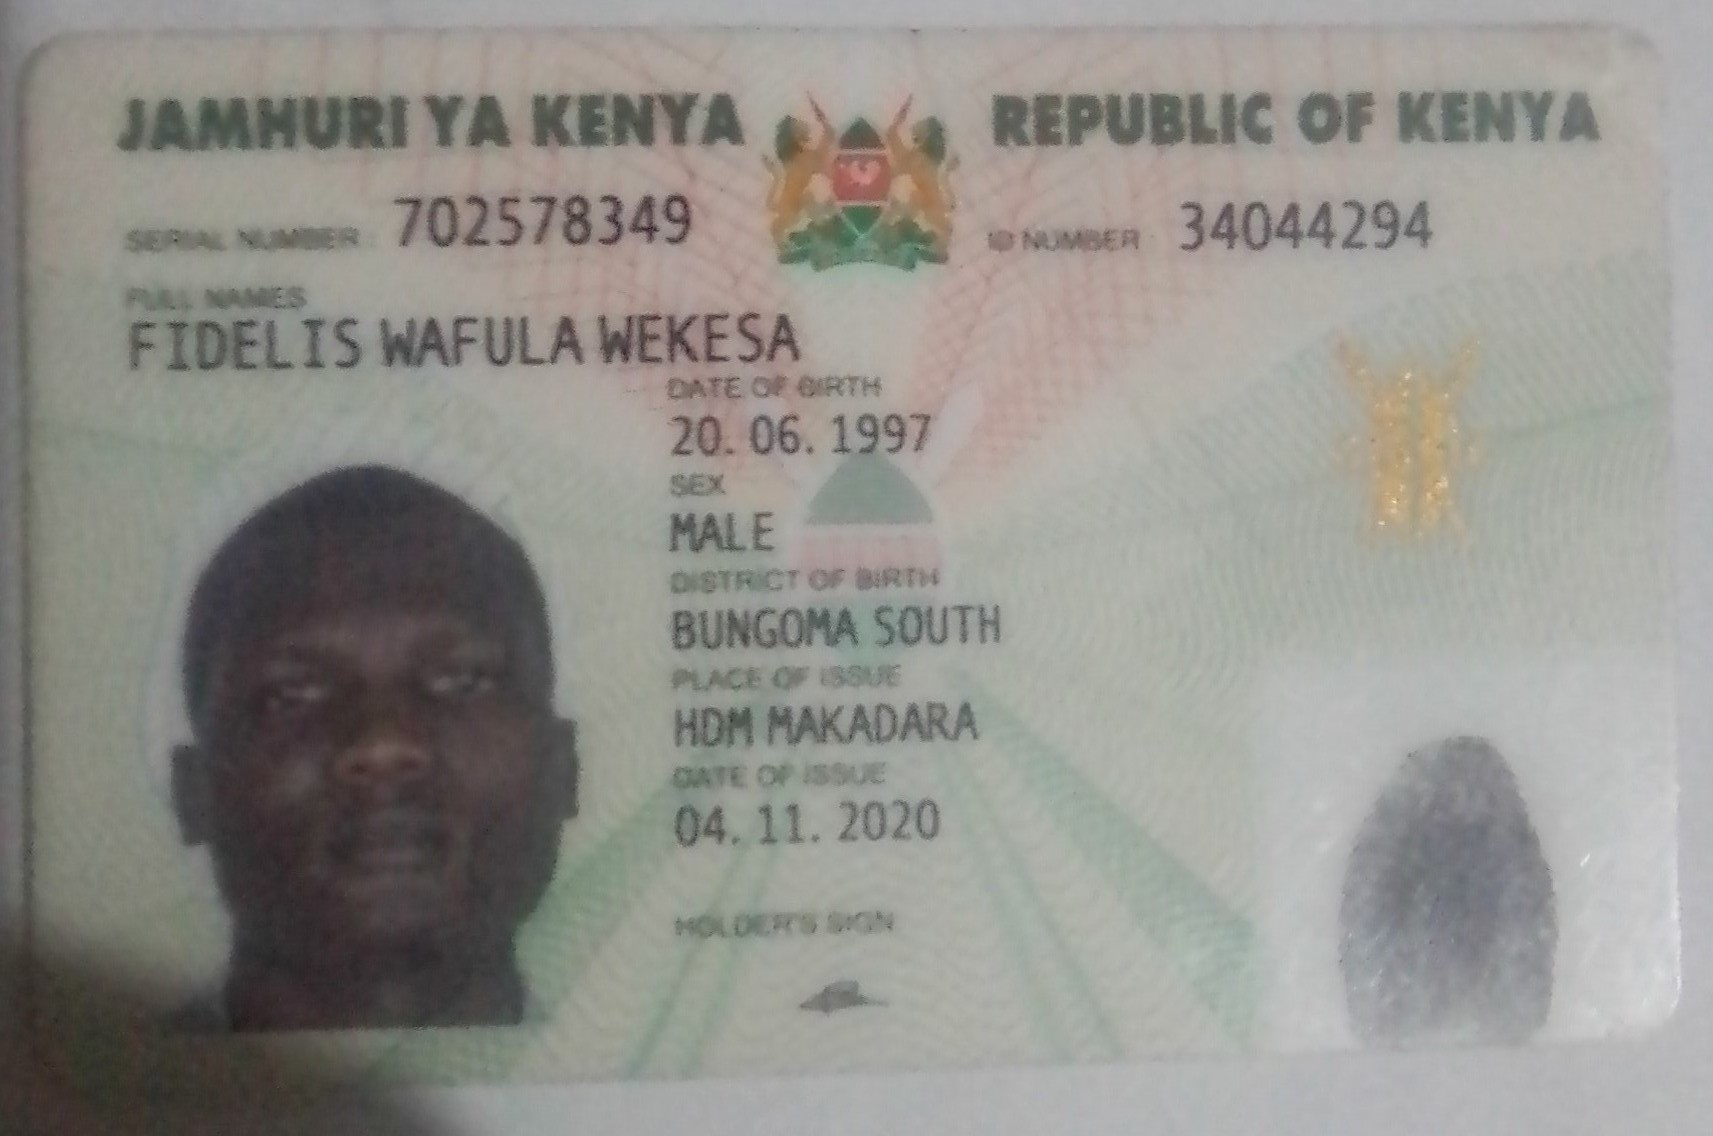 JAMHURI YA KENYA REPUBLIC OF KENYA
SERIAL NUMBER: 702578349 ID NUMBER: 34044294
FULL NAMES
FIDELIS WAFULA WEKESA
DATE OF BIRTH
20. 06. 1997
SEX
MALE
DISTRICT OF BIRTH
BUNGOMA SOUTH
PLACE OF ISSUE
HDM MAKADARA
DATE OF ISSUE
04. 11. 2020
HOLDER'S SIGN